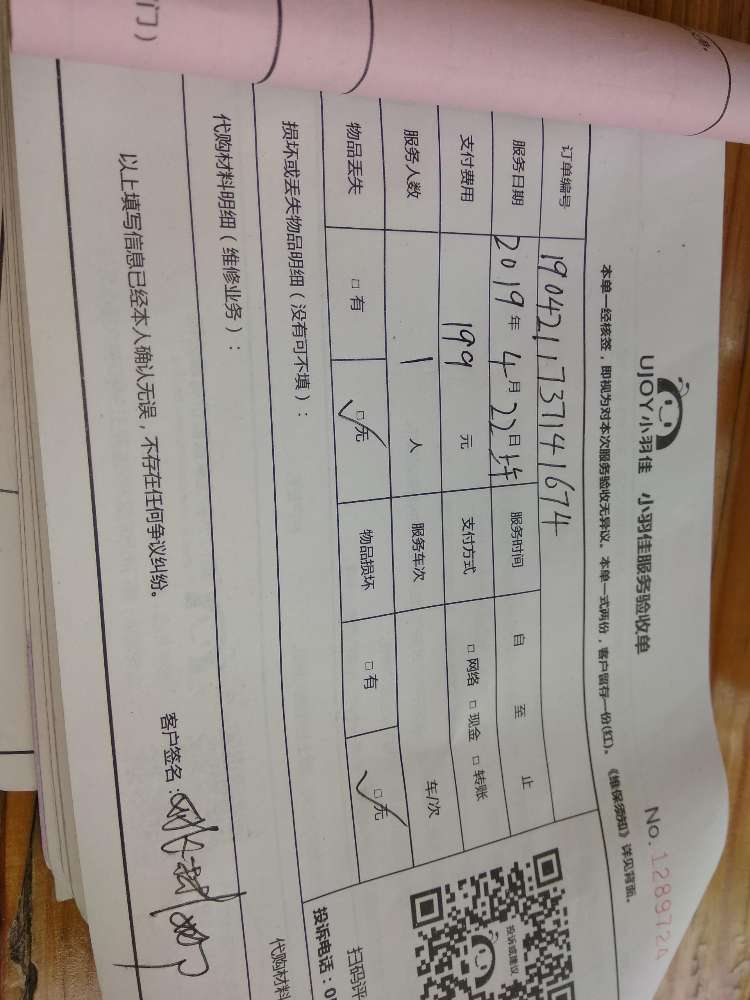 UJOY小羽佳 小羽佳服务验收单
No.1289724
本单一经核签，即视为对本次服务验收无异议。本单一式两份，客户留存一份(红)。《维保须知》详见背面。
订单编号 1904211737141674
服务日期 2019年4月22日 服务时间 自 至 止
支付费用 199 元 支付方式 □网络 □现金 □转账
服务人数 1 人 服务车次 车/次
物品丢失 □有 □无 物品损坏 □有 □无
损坏或丢失物品明细（没有可不填）：
代购材料明细（维修业务）：
以上填写信息已经本人确认无误，不存在任何争议纠纷。
客户签名：
投诉或建议
扫码评
投诉电话：0
代购材料
门）